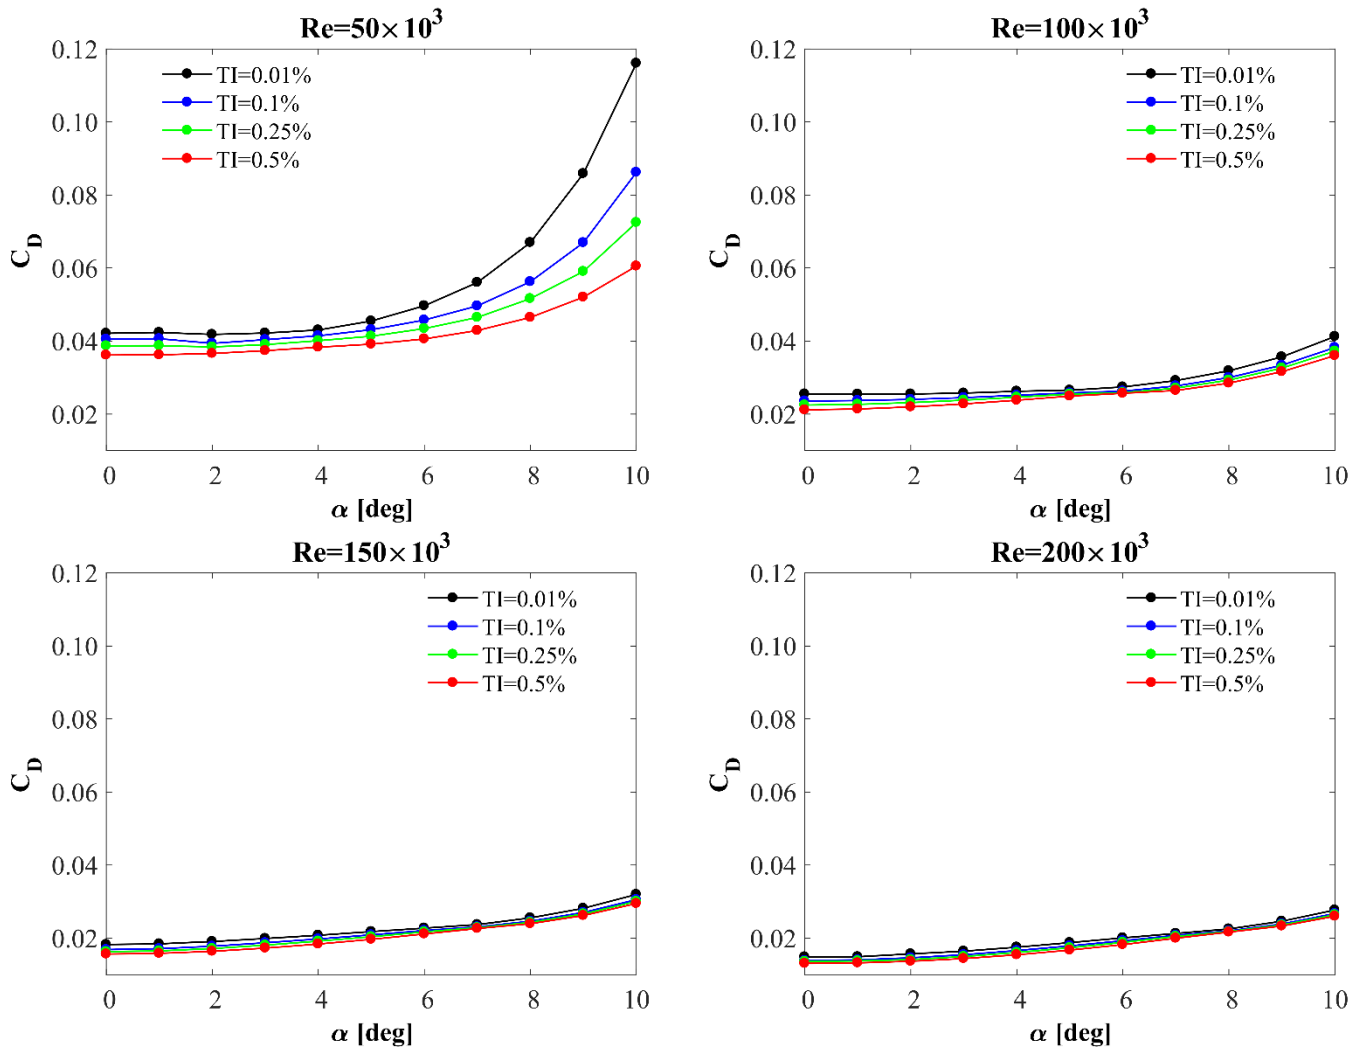 Re=50×10³
0.12
0.10
0.08
0.06
0.04
0.02
C_D
TI=0.01%
TI=0.1%
TI=0.25%
TI=0.5%
0 2 4 6 8 10
α [deg]
Re=100×10³
0.12
0.10
0.08
0.06
0.04
0.02
C_D
TI=0.01%
TI=0.1%
TI=0.25%
TI=0.5%
0 2 4 6 8 10
α [deg]
Re=150×10³
0.12
0.10
0.08
0.06
0.04
0.02
C_D
TI=0.01%
TI=0.1%
TI=0.25%
TI=0.5%
0 2 4 6 8 10
α [deg]
Re=200×10³
0.12
0.10
0.08
0.06
0.04
0.02
C_D
TI=0.01%
TI=0.1%
TI=0.25%
TI=0.5%
0 2 4 6 8 10
α [deg]